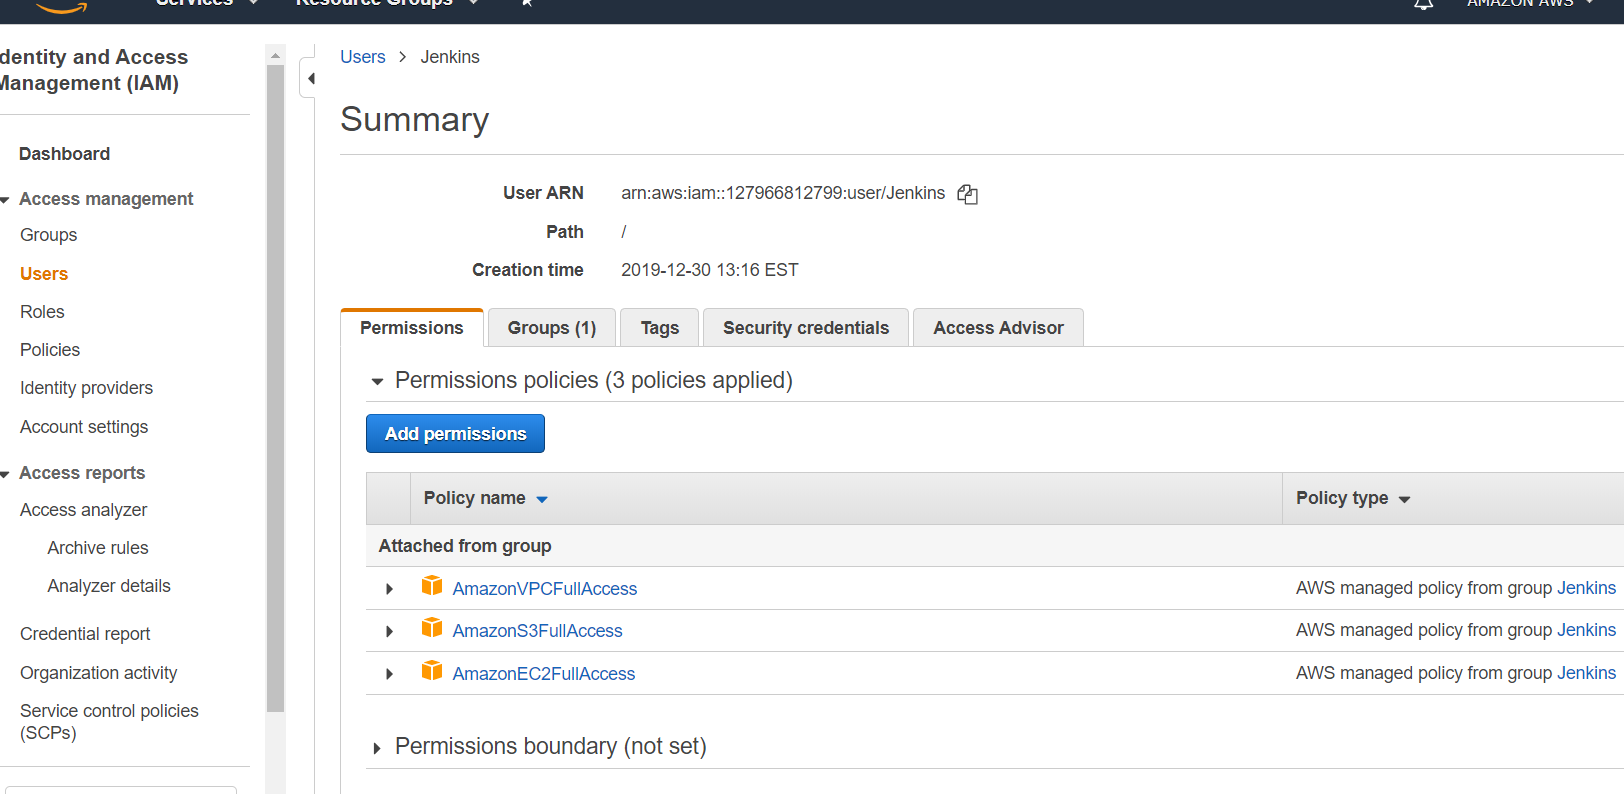 Services
Resource Groups
AMAZON AWS
dentity and Access
Management (IAM)
Dashboard
Access management
Groups
Users
Roles
Policies
Identity providers
Account settings
Access reports
Access analyzer
Archive rules
Analyzer details
Credential report
Organization activity
Service control policies
(SCPs)
Users > Jenkins
Summary
User ARN arn:aws:iam::127966812799:user/Jenkins
Path /
Creation time 2019-12-30 13:16 EST
Permissions Groups (1) Tags Security credentials Access Advisor
Permissions policies (3 policies applied)
Add permissions
Policy name Policy type
Attached from group
AmazonVPCFullAccess AWS managed policy from group Jenkins
AmazonS3FullAccess AWS managed policy from group Jenkins
AmazonEC2FullAccess AWS managed policy from group Jenkins
Permissions boundary (not set)